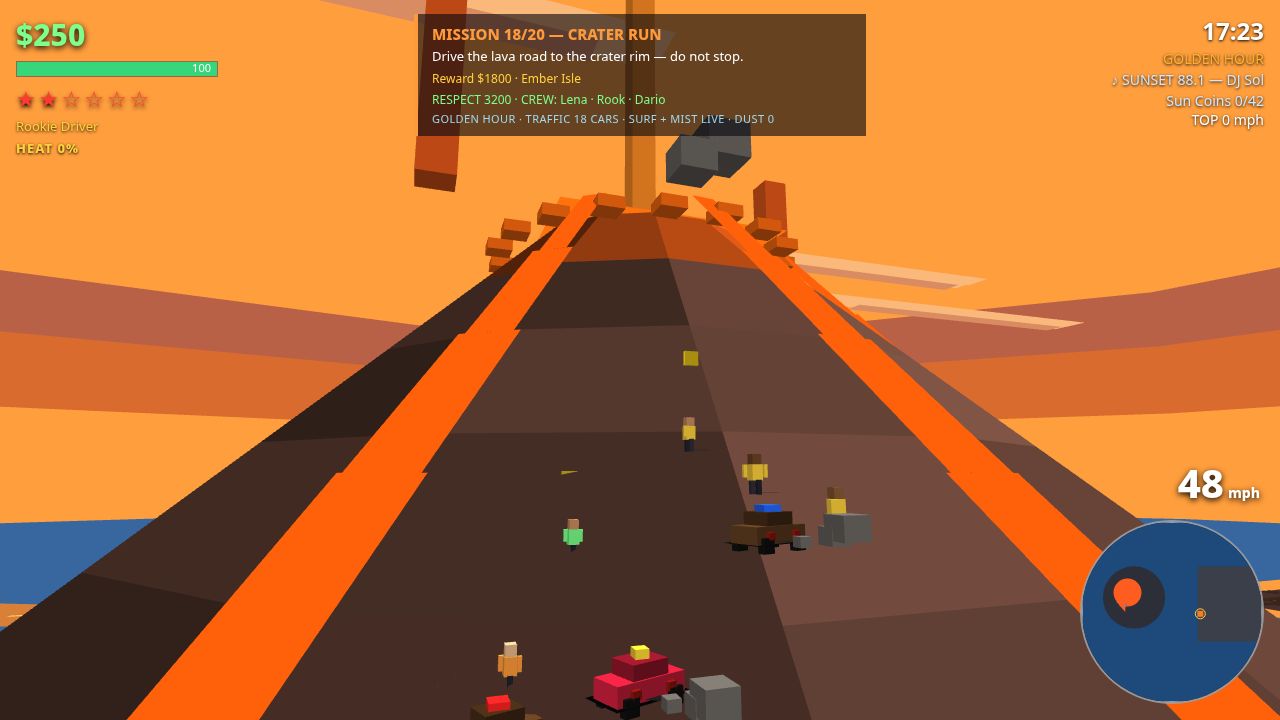 $250
100
Rookie Driver
HEAT 0%
MISSION 18/20 — CRATER RUN
Drive the lava road to the crater rim — do not stop.
Reward $1800 · Ember Isle
RESPECT 3200 · CREW: Lena · Rook · Dario
GOLDEN HOUR · TRAFFIC 18 CARS · SURF + MIST LIVE · DUST 0
17:23
GOLDEN HOUR
♪ SUNSET 88.1 — DJ Sol
Sun Coins 0/42
TOP 0 mph
48 mph